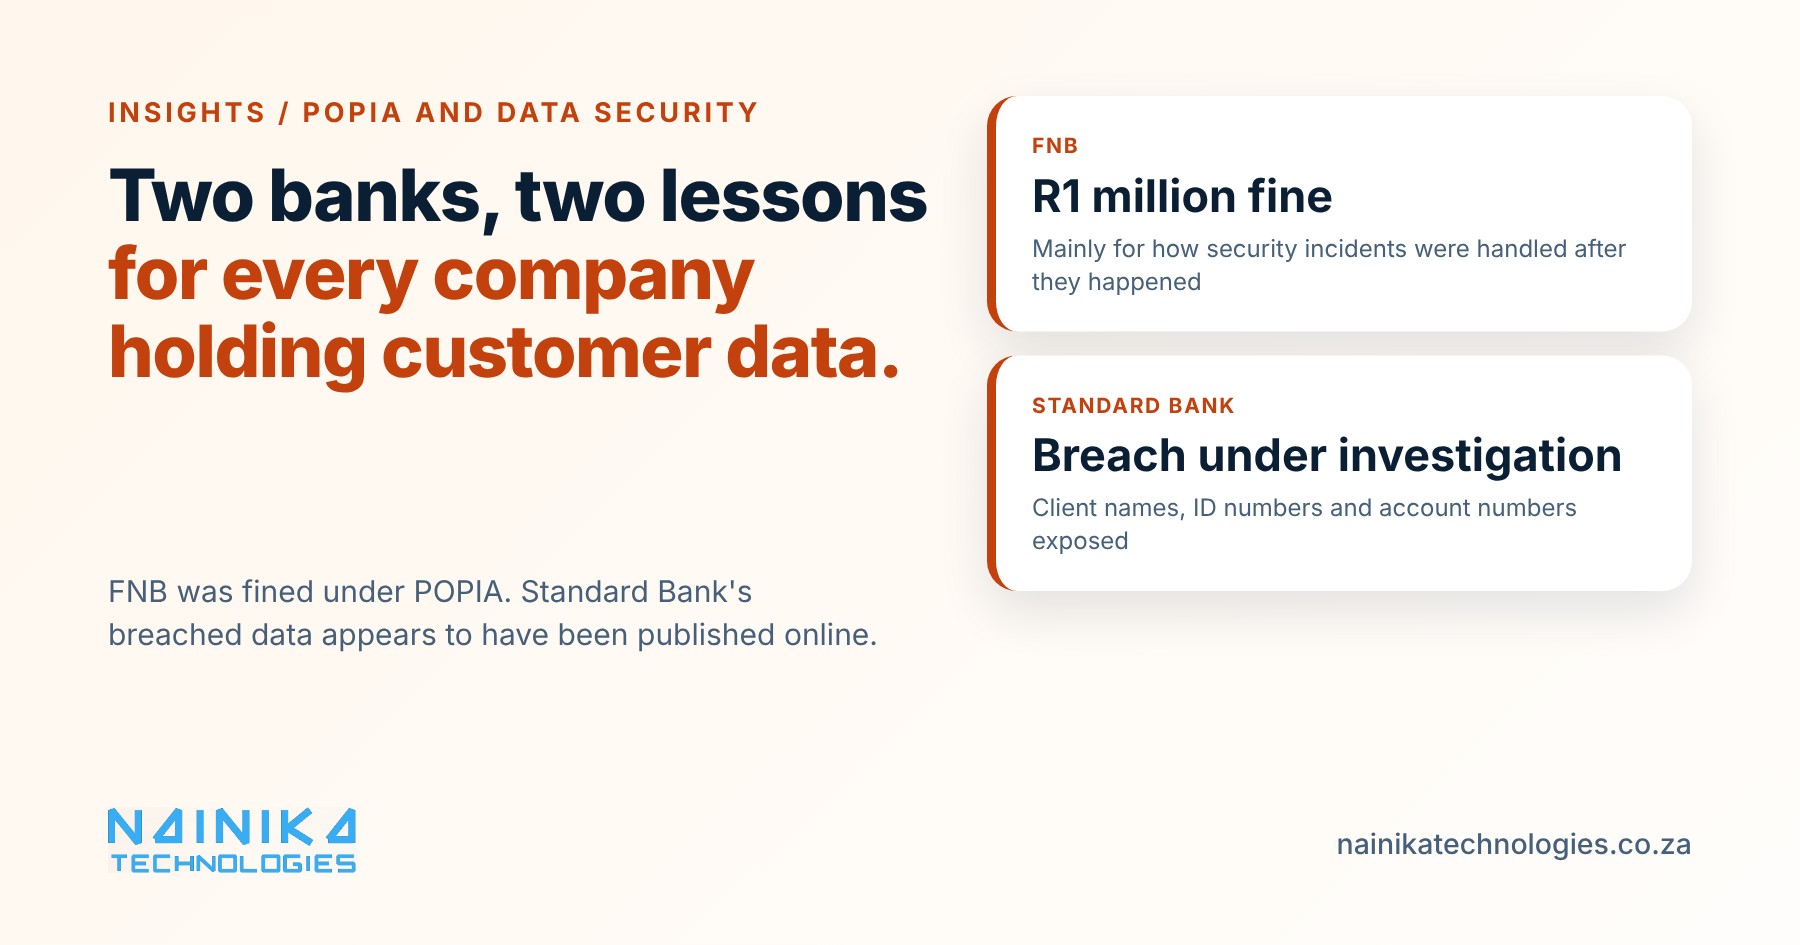 INSIGHTS / POPIA AND DATA SECURITY
Two banks, two lessons
for every company
holding customer data.
FNB was fined under POPIA. Standard Bank's
breached data appears to have been published online.
FNB
R1 million fine
Mainly for how security incidents were handled after
they happened
STANDARD BANK
Breach under investigation
Client names, ID numbers and account numbers
exposed
NAINIKA
TECHNOLOGIES
nainikatechnologies.co.za